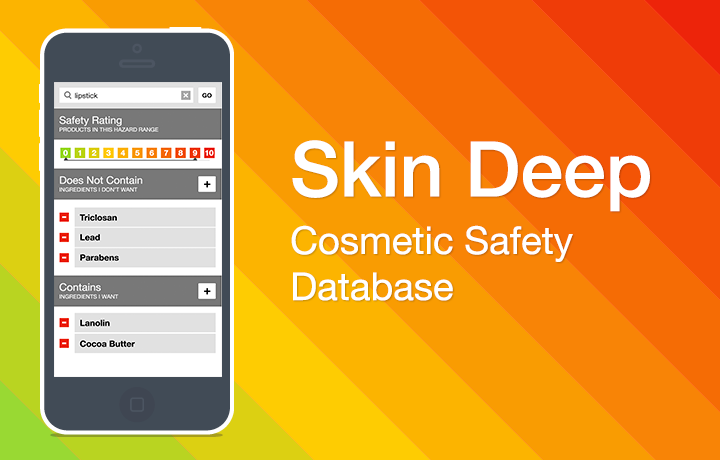 lipstick GO
Safety Rating
PRODUCTS IN THIS HAZARD RANGE
0 1 2 3 4 5 6 7 8 9 10
Does Not Contain
INGREDIENTS I DON'T WANT
Triclosan
Lead
Parabens
Contains
INGREDIENTS I WANT
Lanolin
Cocoa Butter
Skin Deep
Cosmetic Safety
Database